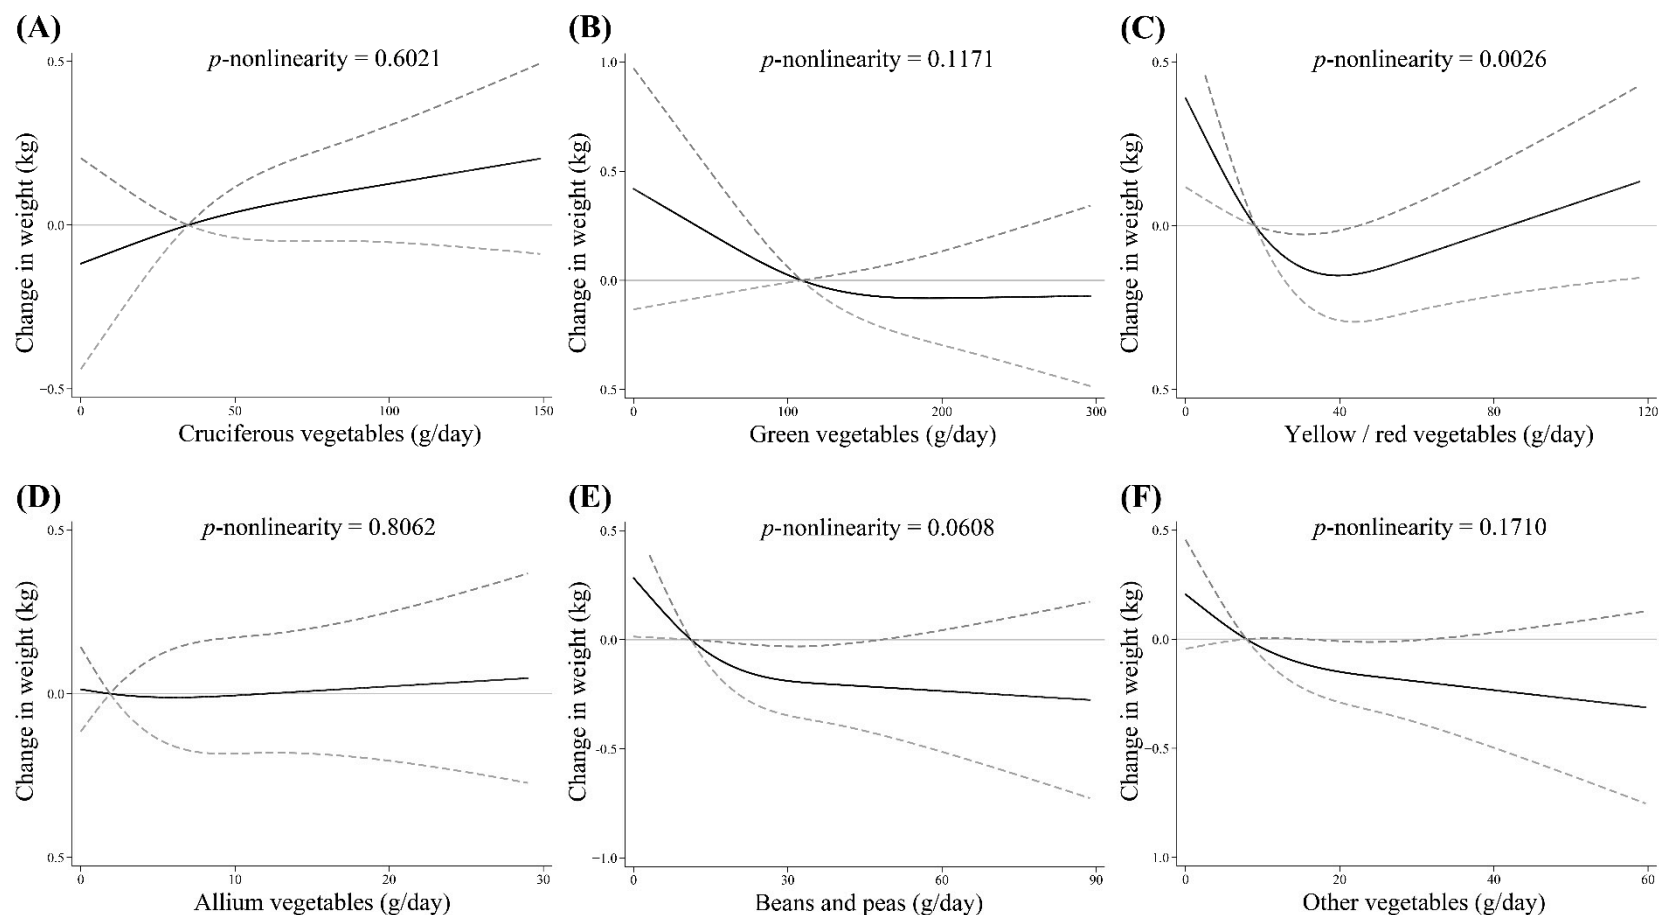 (A)
p-nonlinearity = 0.6021
0.5
0.0
−0.5
Change in weight (kg)
0 50 100 150
Cruciferous vegetables (g/day)
(B)
p-nonlinearity = 0.1171
1.0
0.5
0.0
0.5
Change in weight (kg)
0 100 200 300
Green vegetables (g/day)
(C)
p-nonlinearity = 0.0026
0.5
0.0
0.5
Change in weight (kg)
0 40 80 120
Yellow / red vegetables (g/day)
(D)
p-nonlinearity = 0.8062
0.5
0.0
0.5
Change in weight (kg)
0 10 20 30
Allium vegetables (g/day)
(E)
p-nonlinearity = 0.0608
0.5
0.0
-0.5
−1.0
Change in weight (kg)
0 30 60 90
Beans and peas (g/day)
(F)
p-nonlinearity = 0.1710
0.5
0.0
−0.5
1.0
Change in weight (kg)
0 20 40 60
Other vegetables (g/day)